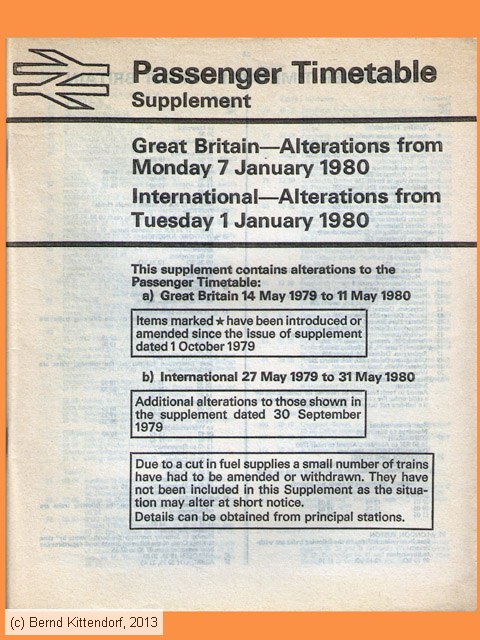 Passenger Timetable
Supplement
Great Britain—Alterations from
Monday 7 January 1980
International—Alterations from
Tuesday 1 January 1980
This supplement contains alterations to the
Passenger Timetable:
a) Great Britain 14 May 1979 to 11 May 1980
Items marked ★ have been introduced or
amended since the Issue of supplement
dated 1 October 1979
b) International 27 May 1979 to 31 May 1980
Additional alterations to those shown in
the supplement dated 30 September
1979
Due to a cut in fuel supplies a small number of trains
have had to be amended or withdrawn. They have
not been included in this Supplement as the situa-
tion may alter at short notice.
Details can be obtained from principal stations.
(c) Bernd Kittendorf, 2013